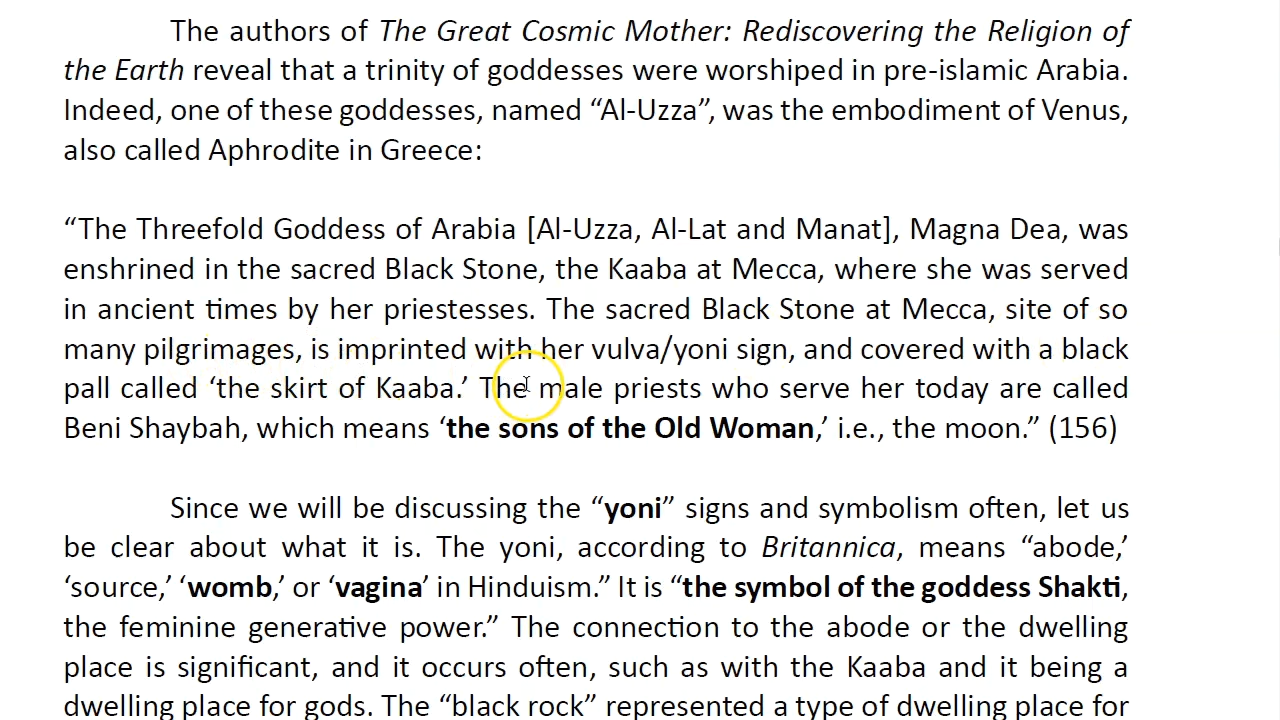 The authors of The Great Cosmic Mother: Rediscovering the Religion of
the Earth reveal that a trinity of goddesses were worshiped in pre-islamic Arabia.
Indeed, one of these goddesses, named “Al-Uzza”, was the embodiment of Venus,
also called Aphrodite in Greece:
“The Threefold Goddess of Arabia [Al-Uzza, Al-Lat and Manat], Magna Dea, was
enshrined in the sacred Black Stone, the Kaaba at Mecca, where she was served
in ancient times by her priestesses. The sacred Black Stone at Mecca, site of so
many pilgrimages, is imprinted with her vulva/yoni sign, and covered with a black
pall called ‘the skirt of Kaaba.’ The male priests who serve her today are called
Beni Shaybah, which means ‘the sons of the Old Woman,’ i.e., the moon.” (156)
Since we will be discussing the “yoni” signs and symbolism often, let us
be clear about what it is. The yoni, according to Britannica, means “abode,’
‘source,’ ‘womb,’ or ‘vagina’ in Hinduism.” It is “the symbol of the goddess Shakti,
the feminine generative power.” The connection to the abode or the dwelling
place is significant, and it occurs often, such as with the Kaaba and it being a
dwelling place for gods. The “black rock” represented a type of dwelling place for